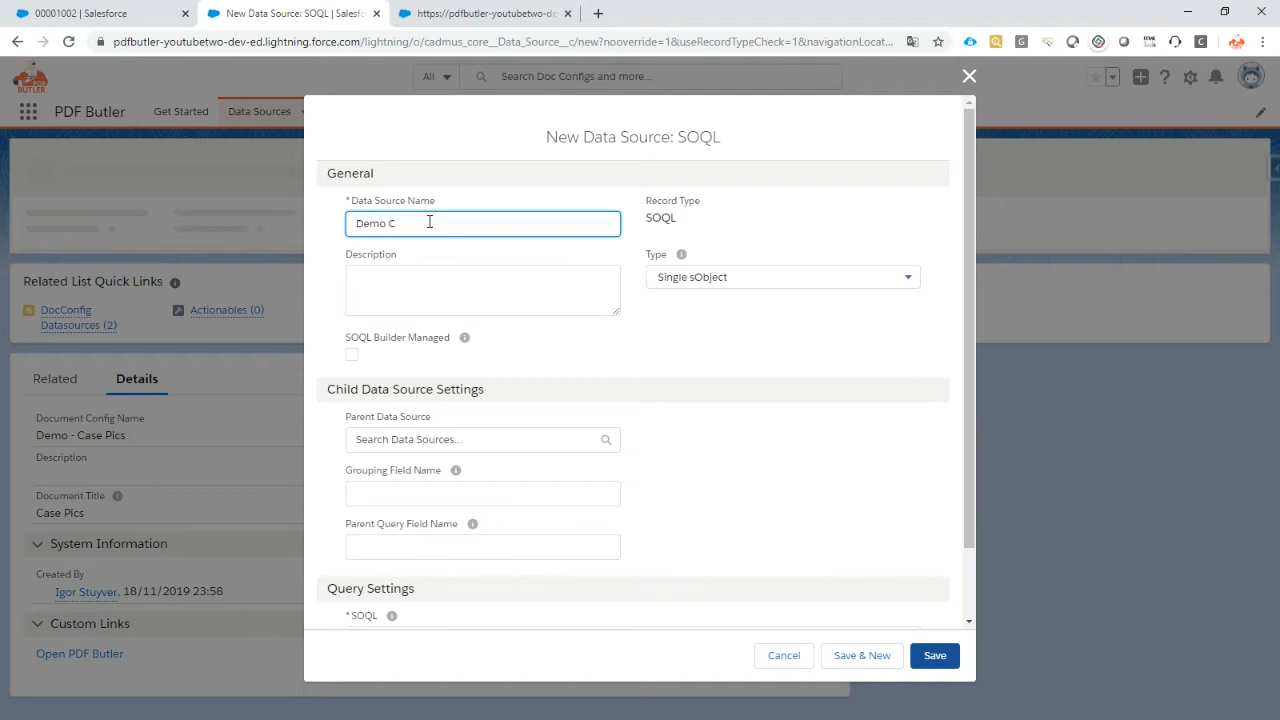 00001002 | Salesforce
New Data Source: SOQL | Salesfo
https://pdfbutler-youtubetwo-de
pdfbutler-youtubetwo-dev-ed.lightning.force.com/lightning/o/cadmus_core__Data_Source__c/new?nooverride=1&useRecordTypeCheck=1&navigationLocat...
BUTLER
All
Search Doc Configs and more...
PDF Butler
Get Started
Data Sources
New Data Source: SOQL
General
* Data Source Name
Demo C
Record Type
SOQL
Description
Type
Single sObject
SOQL Builder Managed
Child Data Source Settings
Parent Data Source
Search Data Sources...
Grouping Field Name
Parent Query Field Name
Query Settings
* SOQL
Cancel
Save & New
Save
Related List Quick Links
DocConfig
Datasources (2)
Actionables (0)
Related
Details
Document Config Name
Demo - Case Pics
Description
Document Title
Case Pics
System Information
Created By
Igor Stuyver, 18/11/2019 23:58
Custom Links
Open PDF Butler